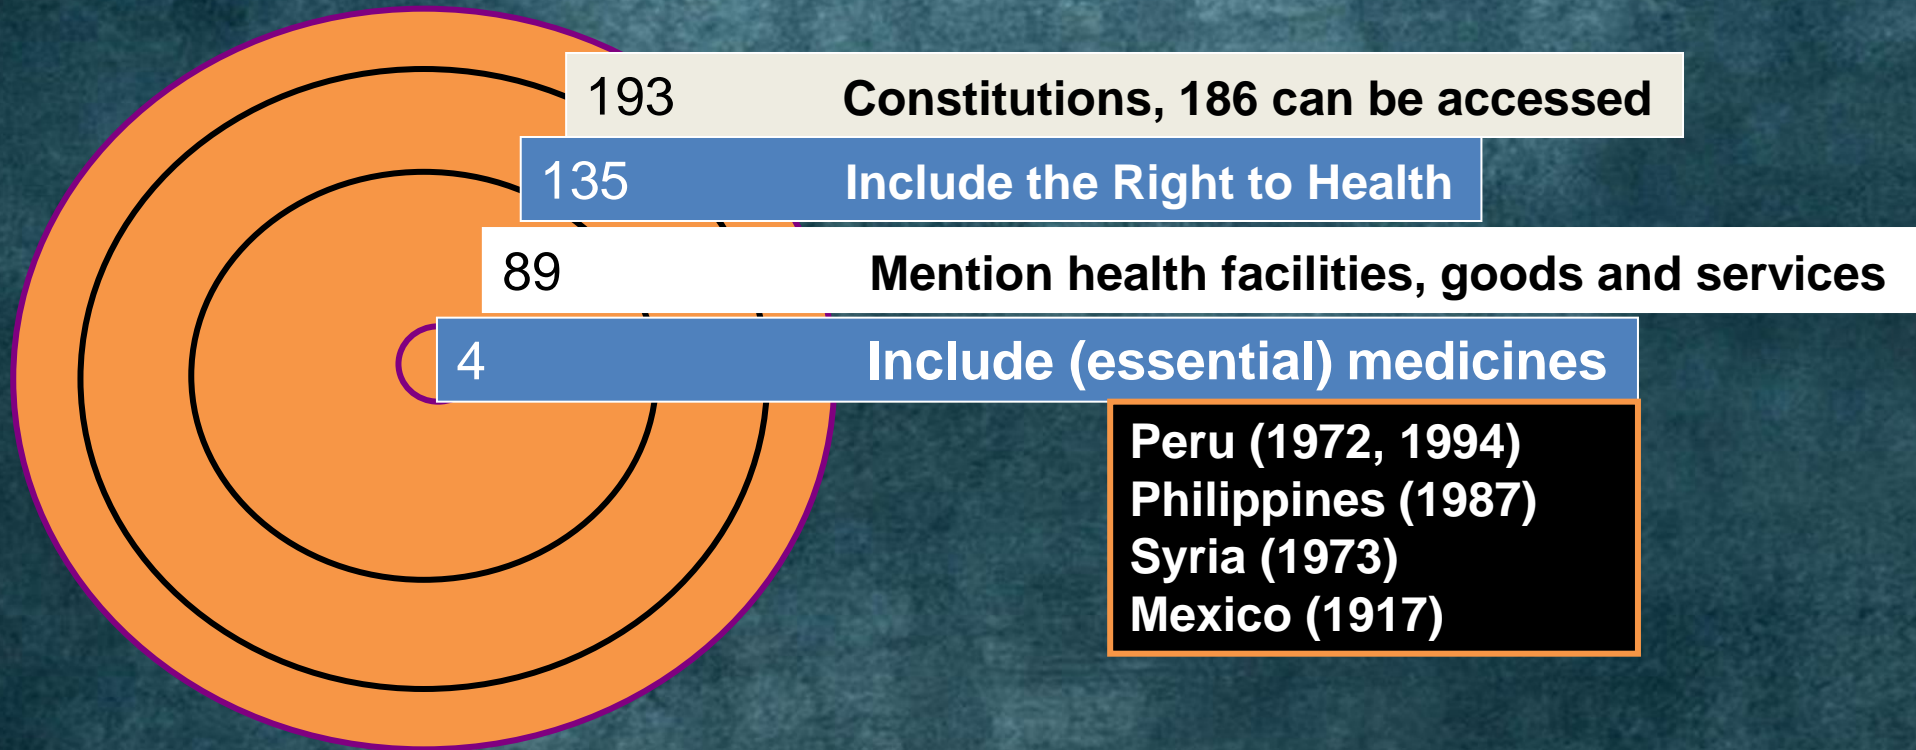 193 Constitutions, 186 can be accessed
135 Include the Right to Health
89 Mention health facilities, goods and services
4 Include (essential) medicines
Peru (1972, 1994)
Philippines (1987)
Syria (1973)
Mexico (1917)